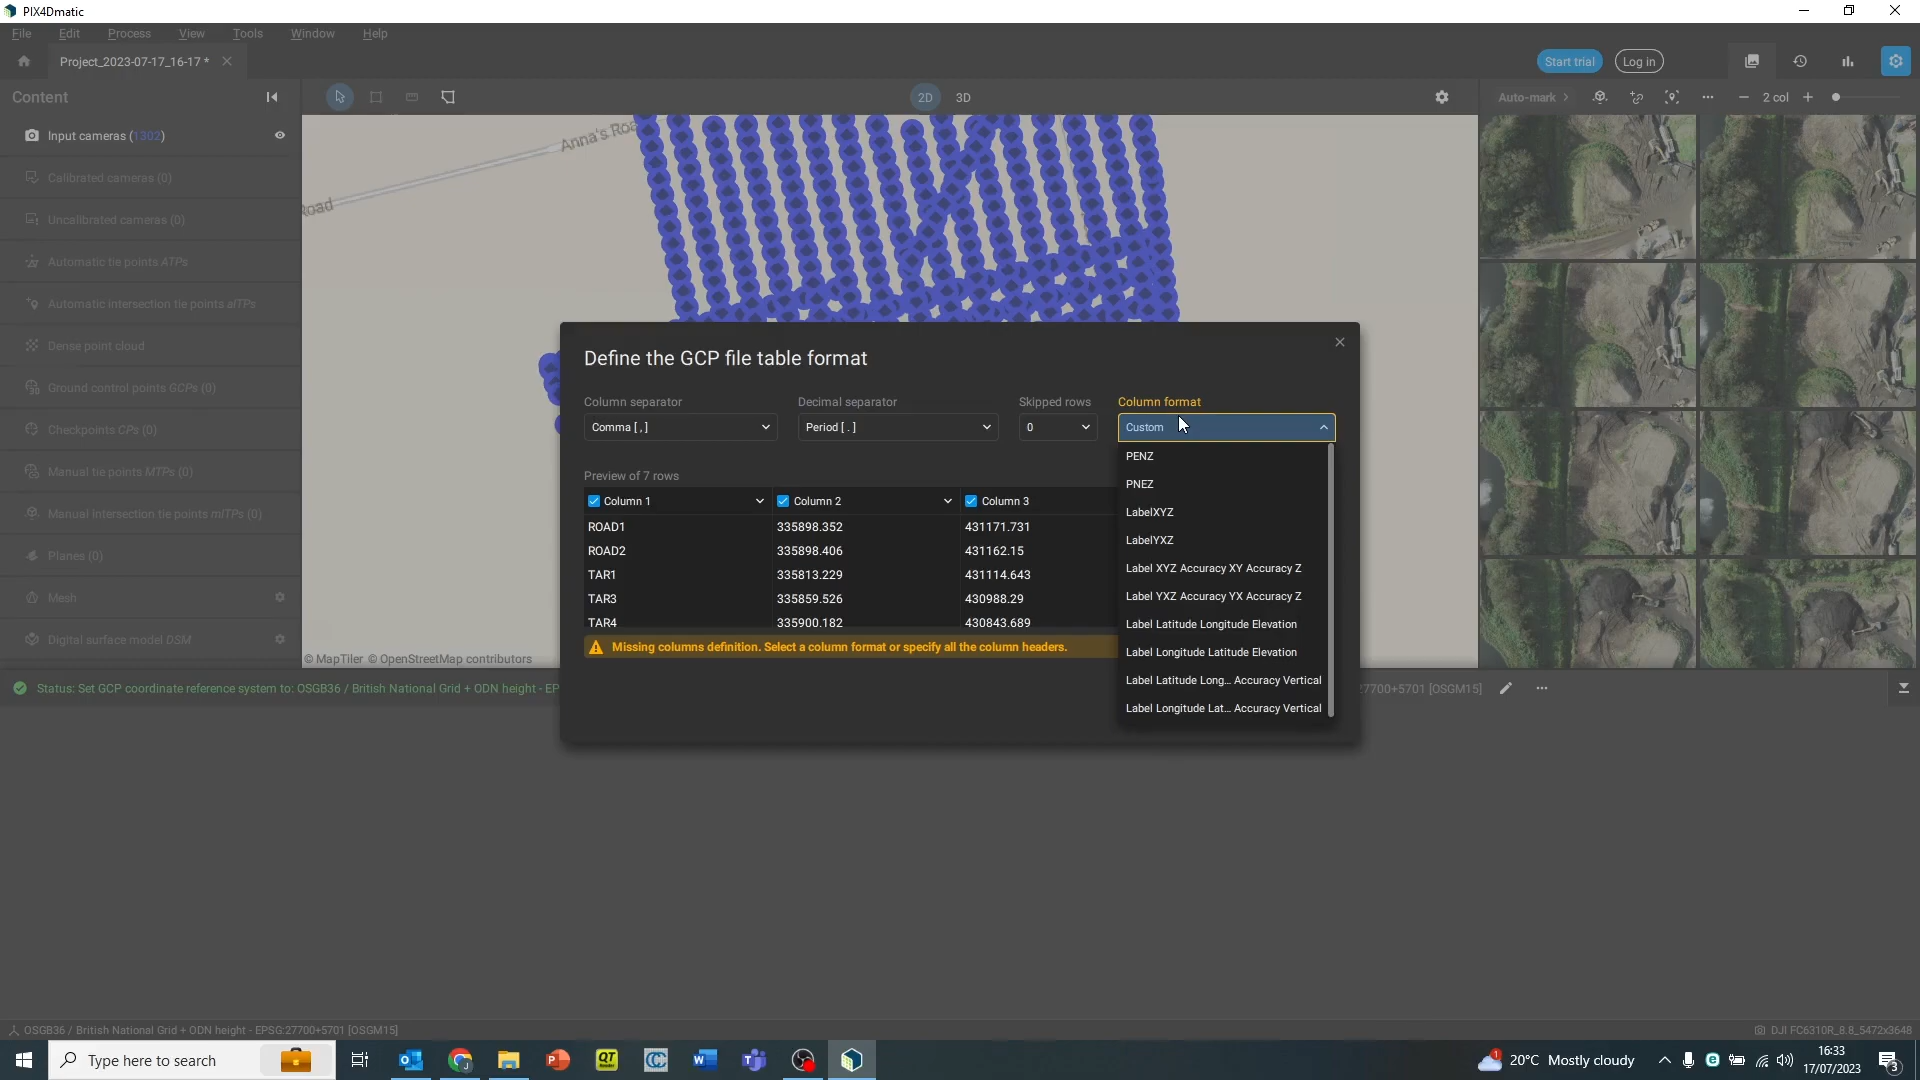 PIX4Dmatic
File Edit Process View Tools Window Help
Project_2023-07-17_16-17 *
Start trial Log in
Content
2D 3D
Auto-mark 2 col
Input cameras (1302)
Calibrated cameras (0)
Uncalibrated cameras (0)
Automatic tie points ATPs
Automatic intersection tie points aITPs
Dense point cloud
Ground control points GCPs (0)
Checkpoints CPs (0)
Manual tie points MTPs (0)
Manual intersection tie points mITPs (0)
Planes (0)
Mesh
Digital surface model DSM
Anna's Roa
Road
© MapTiler © OpenStreetMap contributors
Define the GCP file table format
Column separator Decimal separator Skipped rows Column format
Comma [ , ] Period [ . ] 0 Custom
Preview of 7 rows
Column 1 Column 2 Column 3
ROAD1 335898.352 431171.731
ROAD2 335898.406 431162.15
TAR1 335813.229 431114.643
TAR3 335859.526 430988.29
TAR4 335900.182 430843.689
Missing columns definition. Select a column format or specify all the column headers.
PENZ
PNEZ
LabelXYZ
LabelYXZ
Label XYZ Accuracy XY Accuracy Z
Label YXZ Accuracy YX Accuracy Z
Label Latitude Longitude Elevation
Label Longitude Latitude Elevation
Label Latitude Long... Accuracy Vertical
Label Longitude Lat... Accuracy Vertical
Status: Set GCP coordinate reference system to: OSGB36 / British National Grid + ODN height - EP
27700+5701 [OSGM15]
OSGB36 / British National Grid + ODN height - EPSG:27700+5701 [OSGM15]
DJI FC6310R_8.8_5472x3648
Type here to search
QT
1
20°C Mostly cloudy
16:33
17/07/2023
3